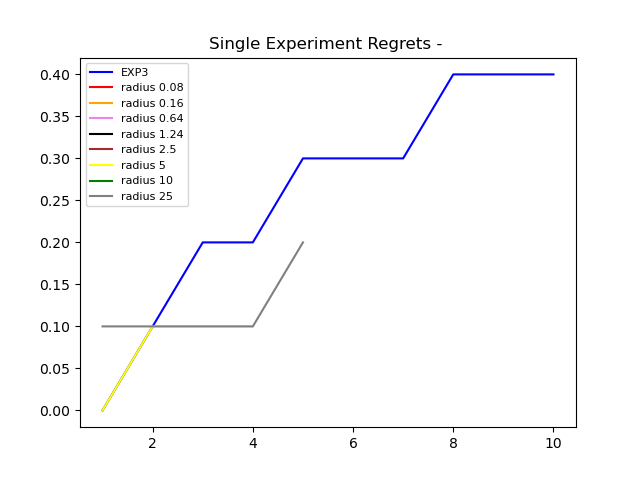 Single Experiment Regrets -
EXP3
radius 0.08
radius 0.16
radius 0.64
radius 1.24
radius 2.5
radius 5
radius 10
radius 25
0.40
0.35
0.30
0.25
0.20
0.15
0.10
0.05
0.00
2 4 6 8 10